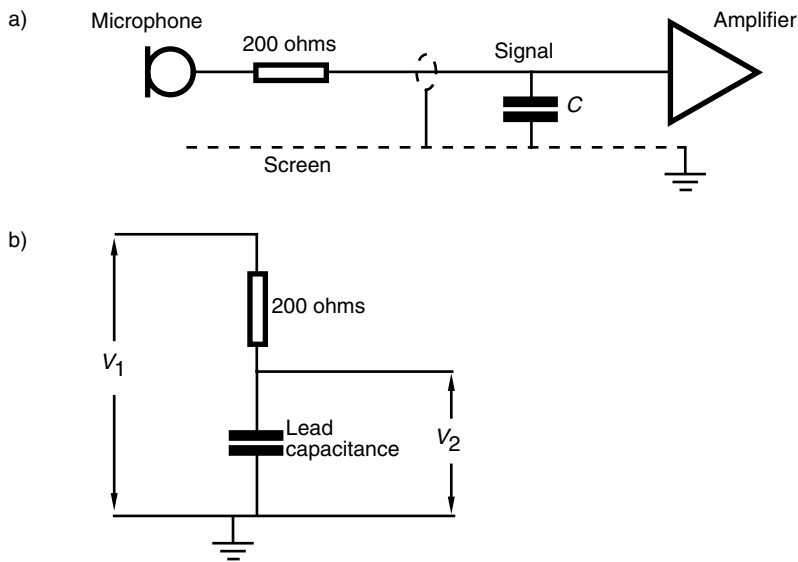 a)
Microphone
200 ohms
Signal
Amplifier
C
Screen
b)
200 ohms
V1
Lead
capacitance
V2